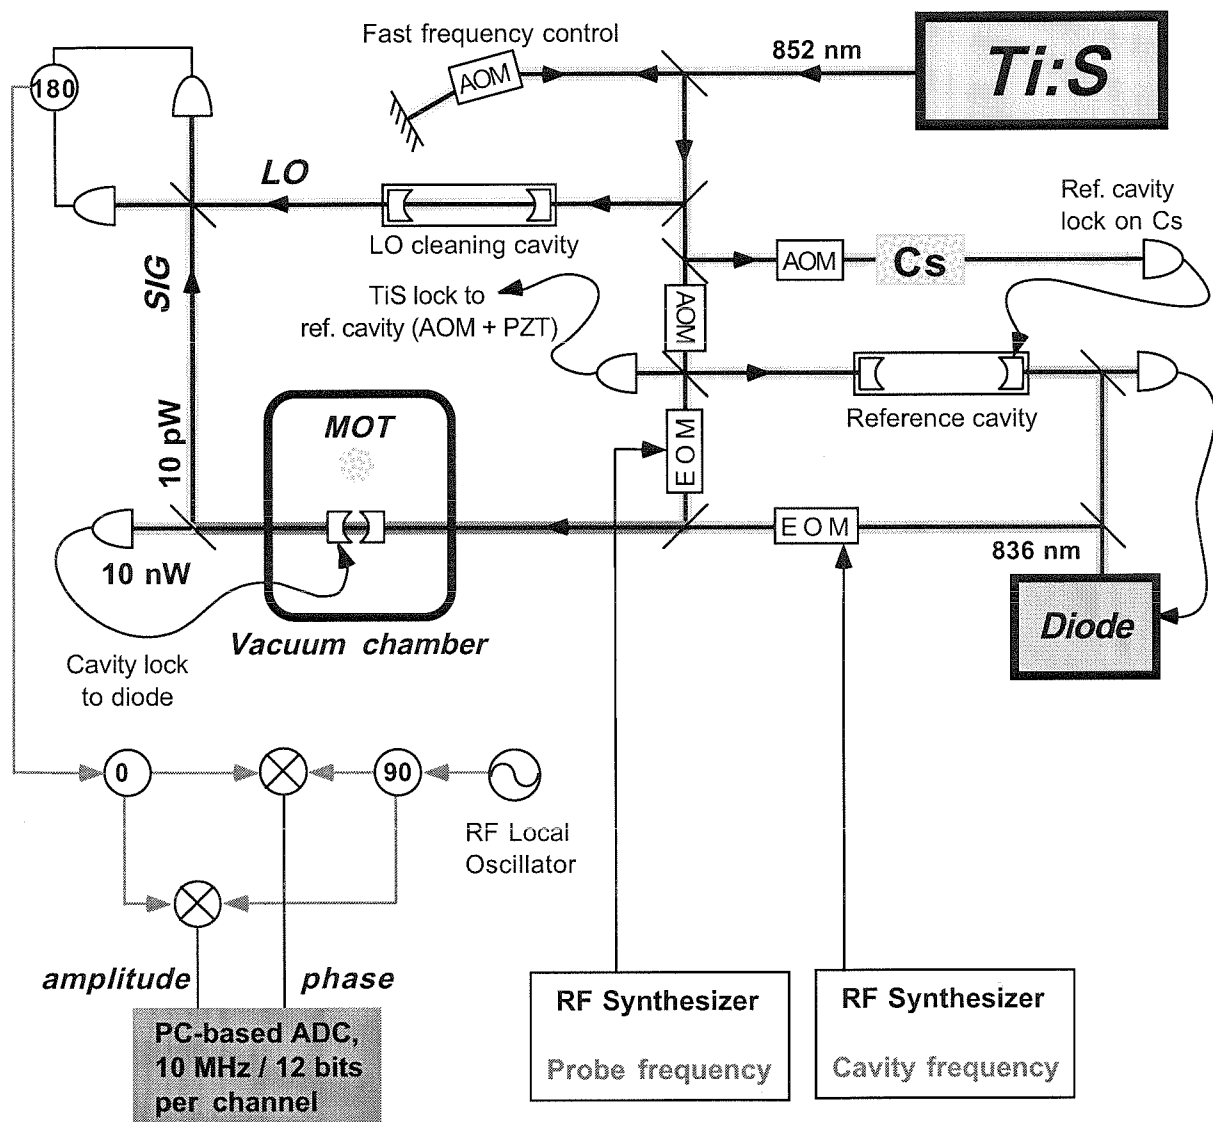 Fast frequency control
852 nm
Ti:S
180
AOM
LO
LO cleaning cavity
Ref. cavity
lock on Cs
AOM
Cs
SIG
TiS lock to
ref. cavity (AOM + PZT)
AOM
Reference cavity
MOT
10 pW
EOM
EOM
836 nm
10 nW
Diode
Vacuum chamber
Cavity lock
to diode
0
90
RF Local
Oscillator
amplitude
phase
PC-based ADC,
10 MHz / 12 bits
per channel
RF Synthesizer
Probe frequency
RF Synthesizer
Cavity frequency